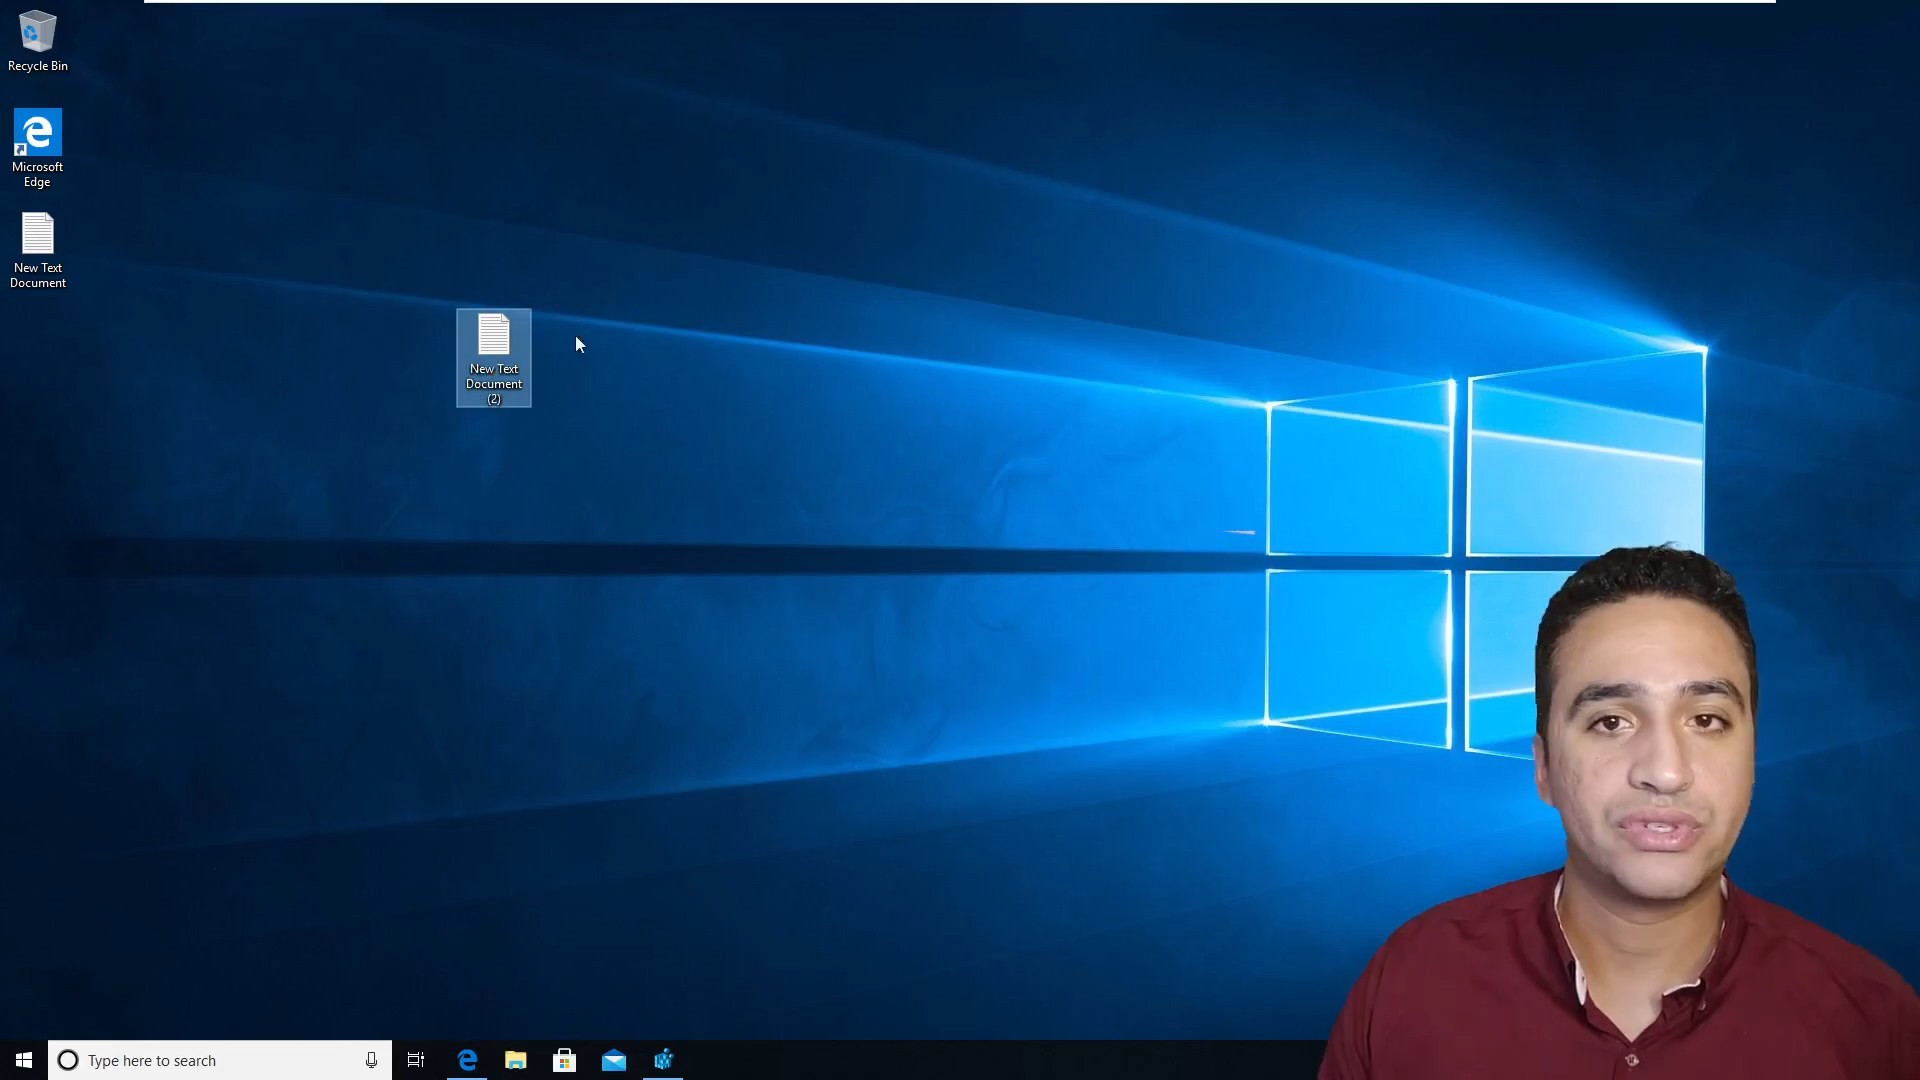 Recycle Bin
Microsoft
Edge
New Text
Document
New Text
Document
(2)
Type here to search